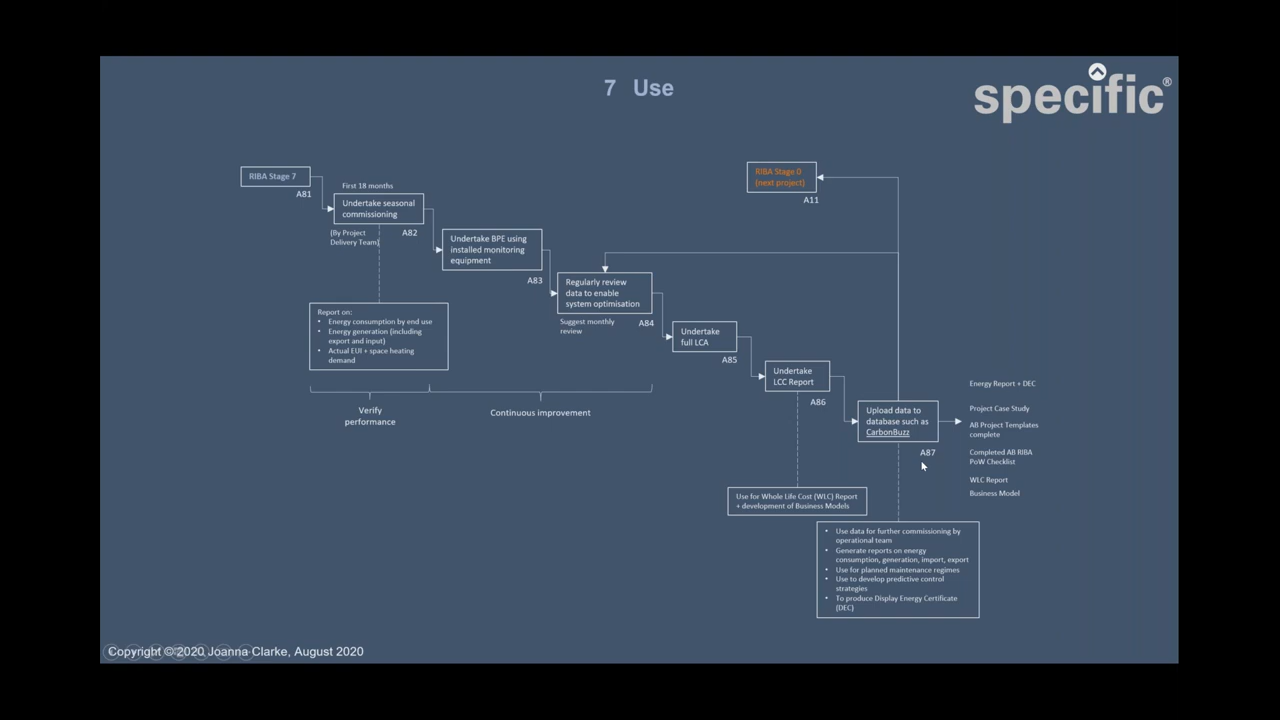 7 Use
specific®
RIBA Stage 7
A81
First 18 months
Undertake seasonal
commissioning
(By Project
Delivery Team)
A82
Undertake BPE using
installed monitoring
equipment
A83
Regularly review
data to enable
system optimisation
Suggest monthly
review
A84
Undertake
full LCA
A85
Undertake
LCC Report
A86
Upload data to
database such as
CarbonBuzz
A87
RIBA Stage 0
(next project)
A11
Report on:
• Energy consumption by end use
• Energy generation (including
export and input)
• Actual EUI + space heating
demand
Verify
performance
Continuous improvement
Energy Report + DEC
Project Case Study
AB Project Templates
complete
Completed AB RIBA
PoW Checklist
WLC Report
Business Model
Use for Whole Life Cost (WLC) Report
+ development of Business Models
• Use data for further commissioning by
operational team
• Generate reports on energy
consumption, generation, import, export
• Use for planned maintenance regimes
• Use to develop predictive control
strategies
• To produce Display Energy Certificate
(DEC)
Copyright ©2020 Joanna Clarke, August 2020